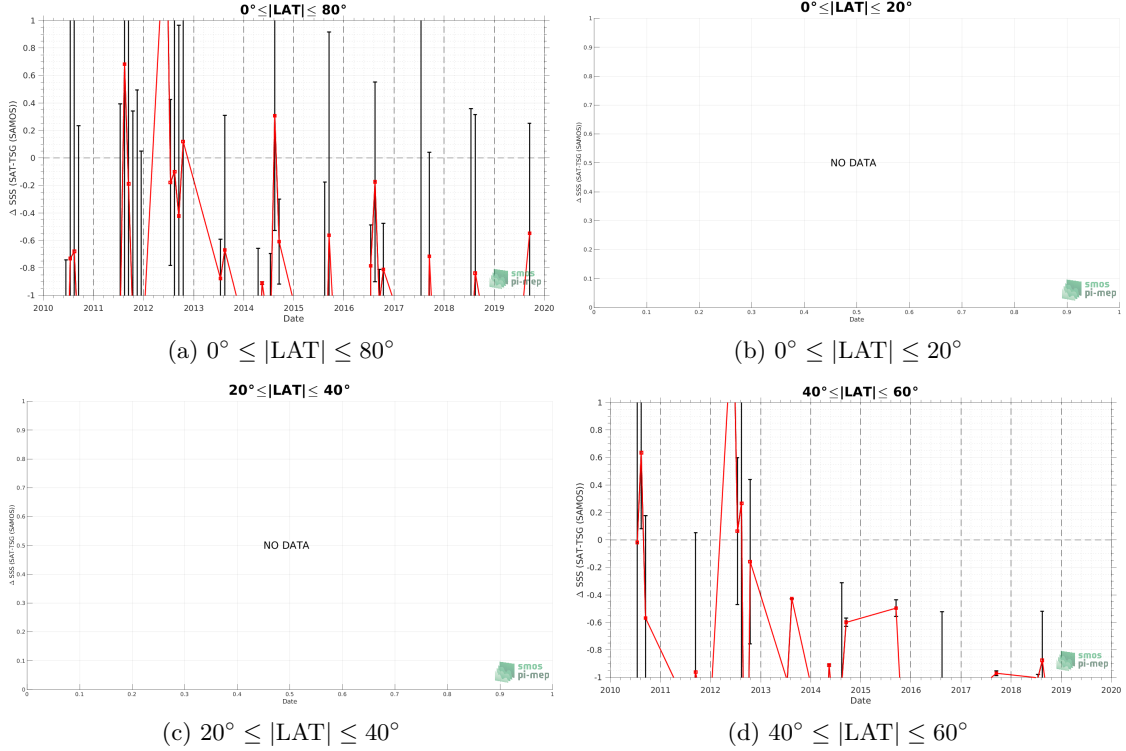 0°≤|LAT|≤ 80°
1
0.8
0.6
0.4
0.2
0
-0.2
-0.4
-0.6
-0.8
-1
Δ SSS (SAT-TSG (SAMOS))
2010 2011 2012 2013 2014 2015 2016 2017 2018 2019 2020
Date
smos
pi-mep
(a) 0° ≤ |LAT| ≤ 80°
0°≤|LAT|≤ 20°
1
0.9
0.8
0.7
0.6
0.5
0.4
0.3
0.2
0.1
0
Δ SSS (SAT-TSG (SAMOS))
NO DATA
0 0.1 0.2 0.3 0.4 0.5 0.6 0.7 0.8 0.9 1
Date
smos
pi-mep
(b) 0° ≤ |LAT| ≤ 20°
20°≤|LAT|≤ 40°
1
0.9
0.8
0.7
0.6
0.5
0.4
0.3
0.2
0.1
0
Δ SSS (SAT-TSG (SAMOS))
NO DATA
0 0.1 0.2 0.3 0.4 0.5 0.6 0.7 0.8 0.9 1
Date
smos
pi-mep
(c) 20° ≤ |LAT| ≤ 40°
40°≤|LAT|≤ 60°
1
0.8
0.6
0.4
0.2
0
-0.2
-0.4
-0.6
-0.8
-1
Δ SSS (SAT-TSG (SAMOS))
2010 2011 2012 2013 2014 2015 2016 2017 2018 2019 2020
Date
smos
pi-mep
(d) 40° ≤ |LAT| ≤ 60°